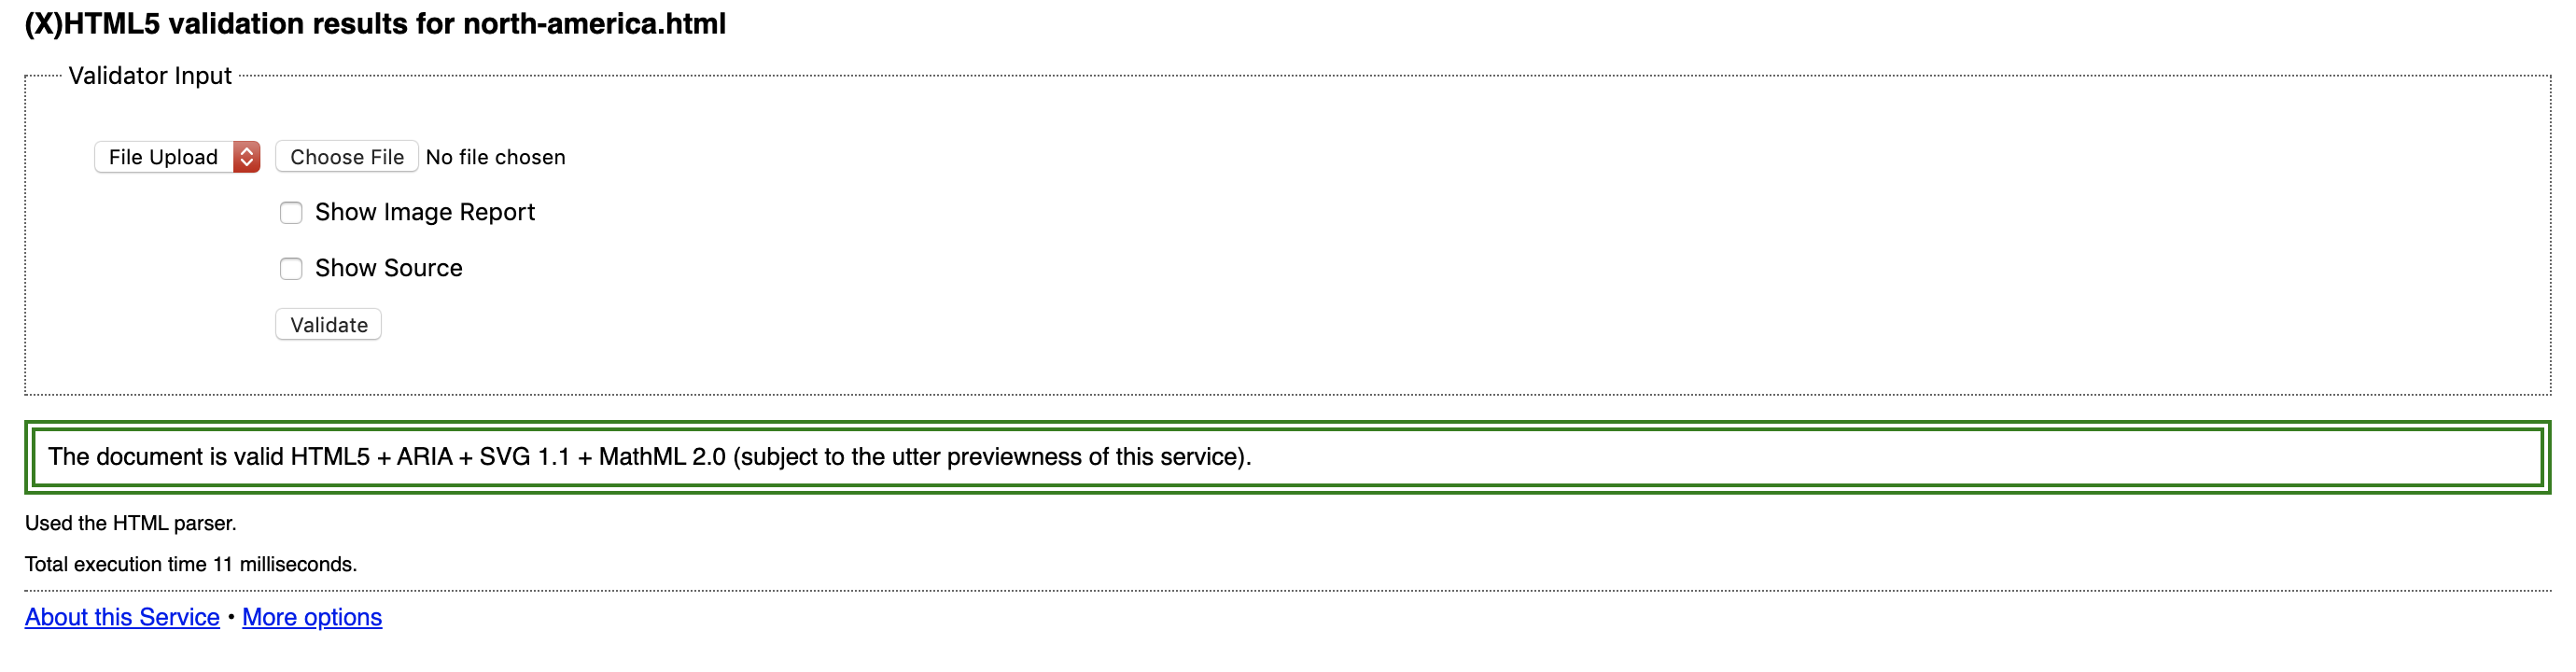 (X)HTML5 validation results for north-america.html
Validator Input
File Upload Choose File No file chosen
Show Image Report
Show Source
Validate
The document is valid HTML5 + ARIA + SVG 1.1 + MathML 2.0 (subject to the utter previewness of this service).
Used the HTML parser.
Total execution time 11 milliseconds.
About this Service • More options